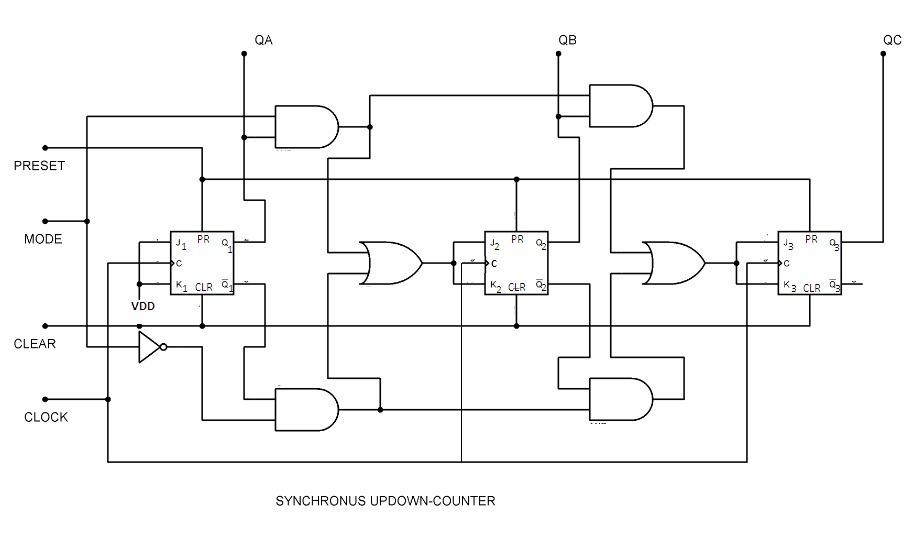 QA
QB
QC
PRESET
MODE
J1 PR Q1
C
K1 CLR Q̅1
J2 PR Q2
C
K2 CLR Q̅2
J3 PR Q3
C
K3 CLR Q̅3
VDD
CLEAR
CLOCK
SYNCHRONUS UPDOWN-COUNTER